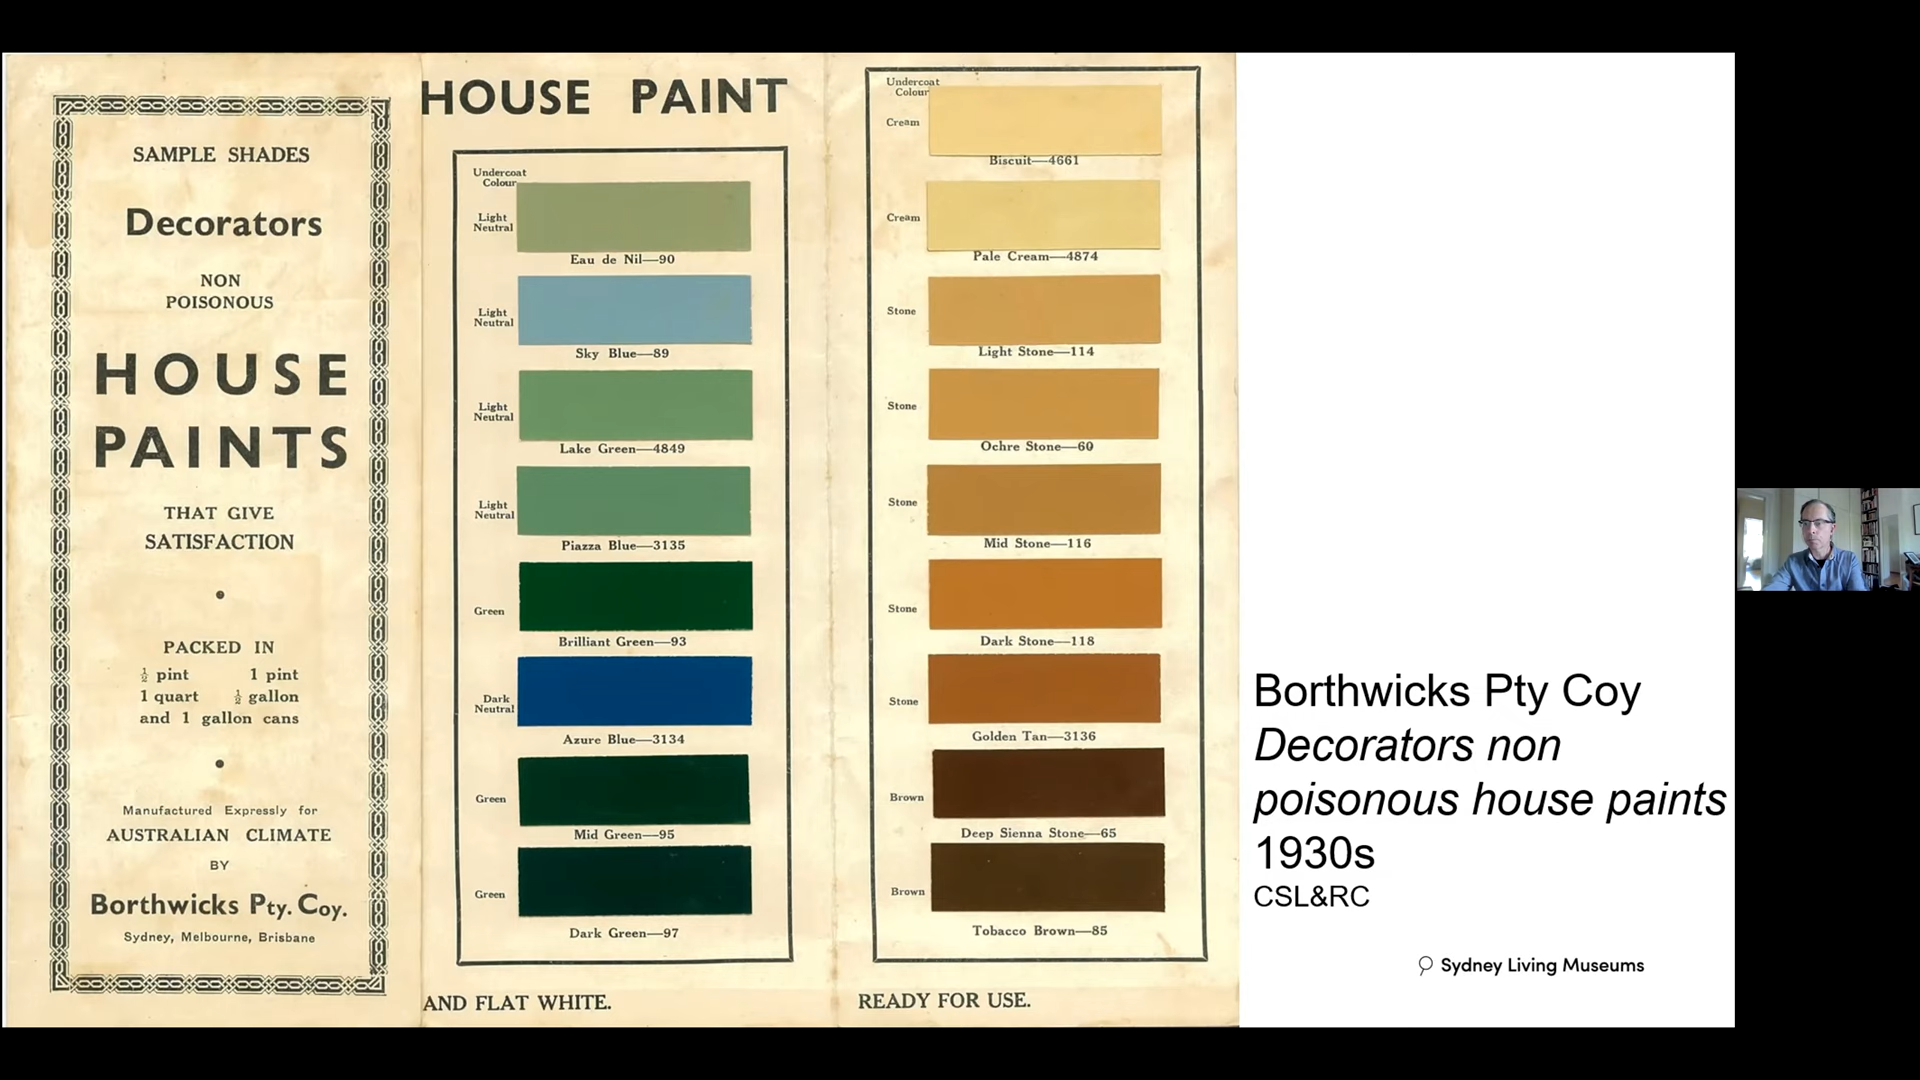 SAMPLE SHADES
Decorators
NON
POISONOUS
HOUSE
PAINTS
THAT GIVE
SATISFACTION
PACKED IN
½ pint 1 pint
1 quart ½ gallon
and 1 gallon cans
Manufactured Expressly for
AUSTRALIAN CLIMATE
BY
Borthwicks Pty. Coy.
Sydney, Melbourne, Brisbane
HOUSE PAINT
Undercoat
Colour
Light
Neutral
Eau de Nil—90
Light
Neutral
Sky Blue—89
Light
Neutral
Lake Green—4849
Light
Neutral
Piazza Blue—3135
Green
Brilliant Green—93
Dark
Neutral
Azure Blue—3134
Green
Mid Green—95
Green
Dark Green—97
AND FLAT WHITE.
Undercoat
Colour
Cream
Biscuit—4661
Cream
Pale Cream—4874
Stone
Light Stone—114
Stone
Ochre Stone—60
Stone
Mid Stone—116
Stone
Dark Stone—118
Stone
Golden Tan—3136
Brown
Deep Sienna Stone—65
Brown
Tobacco Brown—85
READY FOR USE.
Borthwicks Pty Coy
Decorators non
poisonous house paints
1930s
CSL&RC
Sydney Living Museums